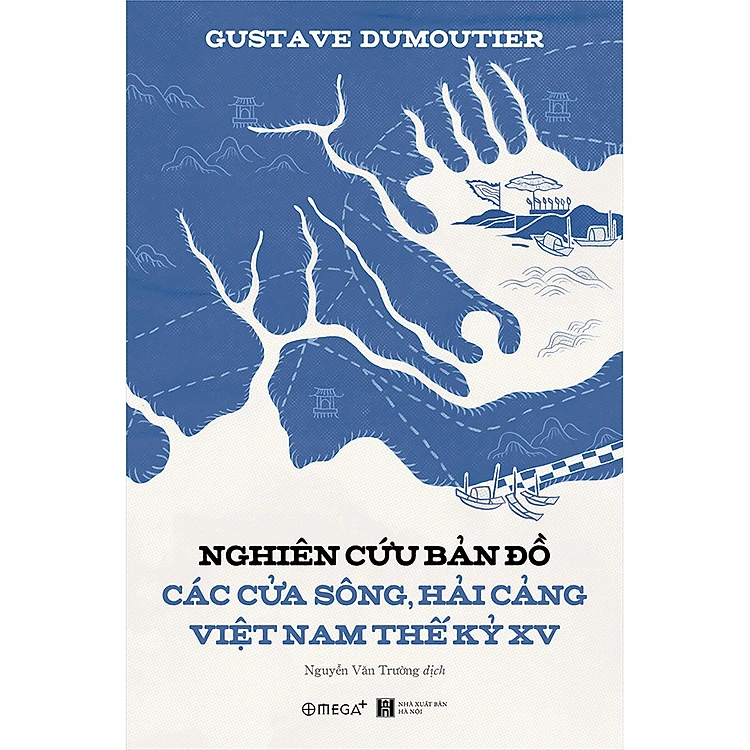 GUSTAVE DUMOUTIER
NGHIÊN CỨU BẢN ĐỒ
CÁC CỬA SÔNG, HẢI CẢNG
VIỆT NAM THẾ KỶ XV
Nguyễn Văn Trường dịch
OMEGA+
NHÀ XUẤT BẢN
HÀ NỘI